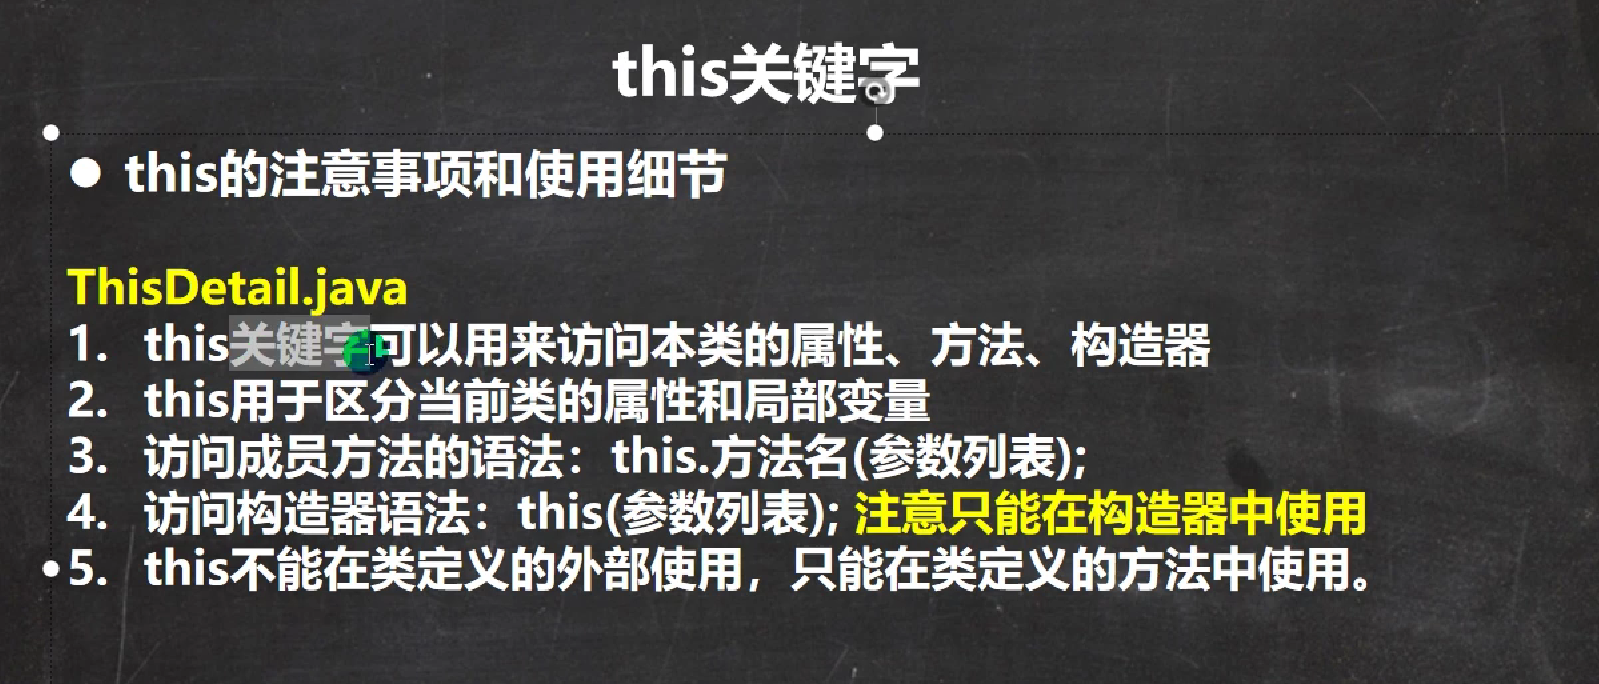 this关键字
● this的注意事项和使用细节
ThisDetail.java
1. this关键字可以用来访问本类的属性、方法、构造器
2. this用于区分当前类的属性和局部变量
3. 访问成员方法的语法：this.方法名(参数列表);
4. 访问构造器语法：this(参数列表); 注意只能在构造器中使用
5. this不能在类定义的外部使用，只能在类定义的方法中使用。